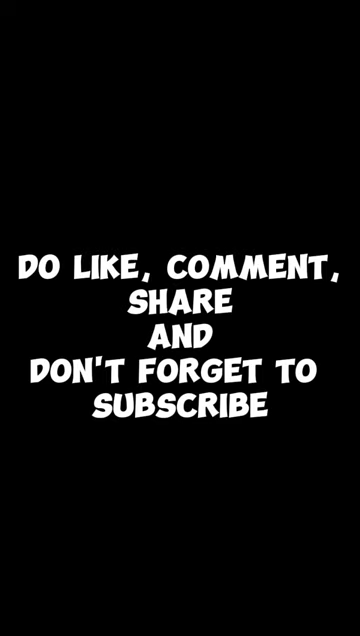 DO LIKE, COMMENT,
SHARE
AND
DON'T FORGET TO
SUBSCRIBE